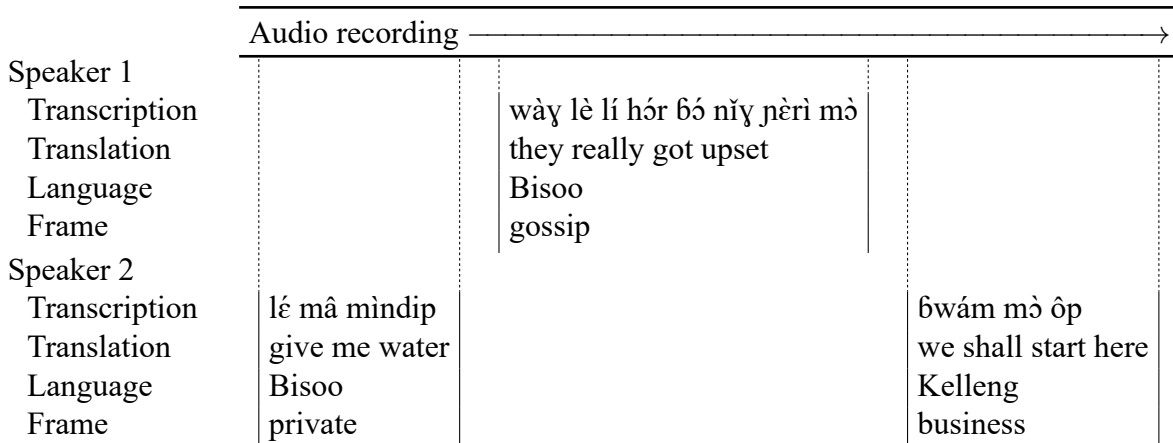 Audio recording
Speaker 1
Transcription wàɣ lè lí hɔ́r ɓɔ́ nǐɣ ɲɛ̀rì mɔ̀
Translation they really got upset
Language Bisoo
Frame gossip
Speaker 2
Transcription lɛ́ mâ mìndip ɓwám mɔ̀ ôp
Translation give me water we shall start here
Language Bisoo Kelleng
Frame private business